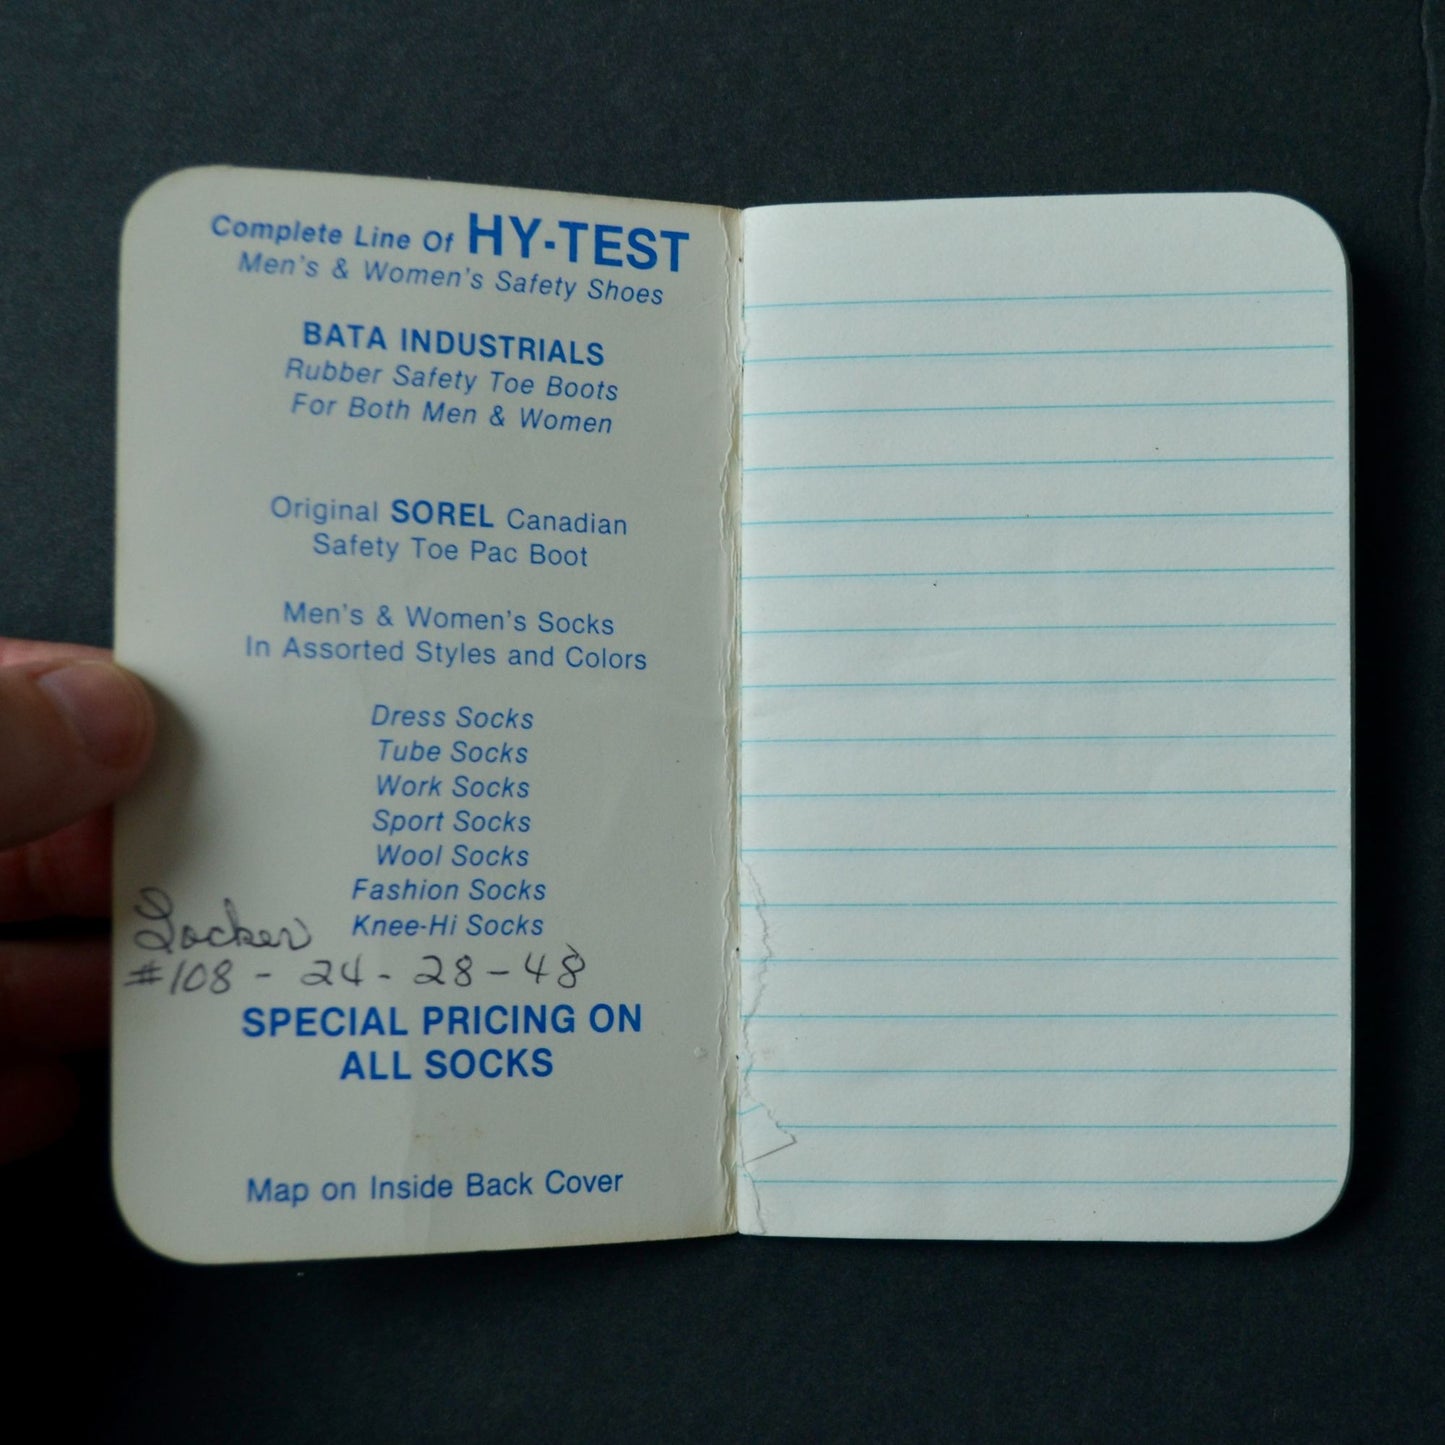 Complete Line Of HY-TEST
Men's & Women's Safety Shoes
BATA INDUSTRIALS
Rubber Safety Toe Boots
For Both Men & Women
Original SOREL Canadian
Safety Toe Pac Boot
Men's & Women's Socks
In Assorted Styles and Colors
Dress Socks
Tube Socks
Work Socks
Sport Socks
Wool Socks
Fashion Socks
Knee-Hi Socks
Locker
#108 - 24 - 28 - 48
SPECIAL PRICING ON
ALL SOCKS
Map on Inside Back Cover